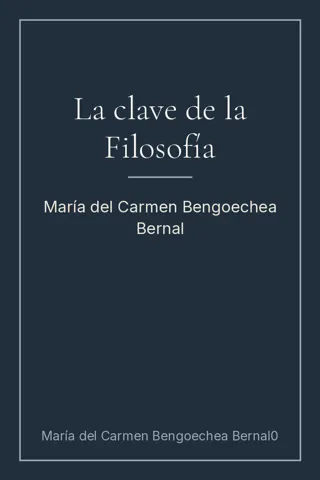 La clave de la
Filosofía
María del Carmen Bengoechea
Bernal
María del Carmen Bengoechea Bernal0